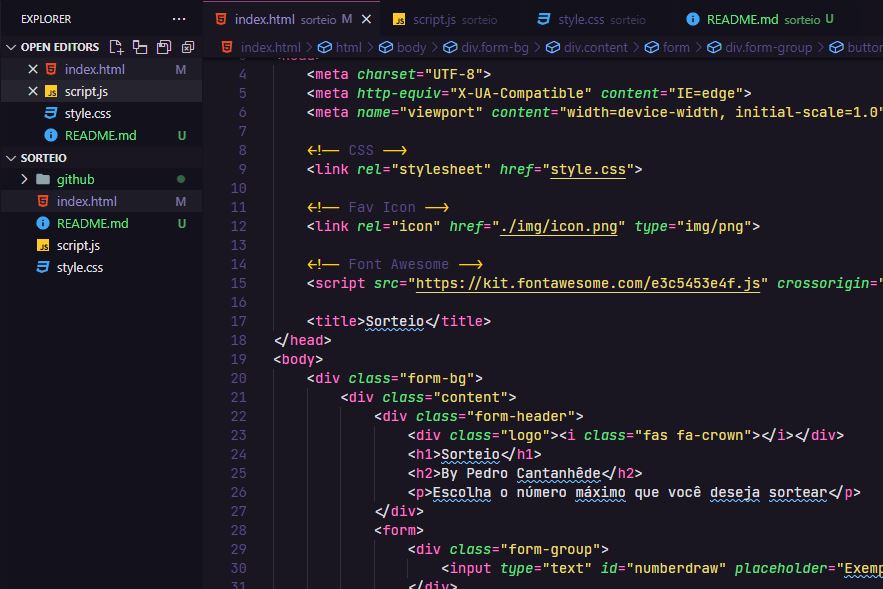 EXPLORER ···
OPEN EDITORS
index.html M
script.js
style.css
README.md U
SORTEIO
github
index.html M
README.md U
script.js
style.css
index.html sorteio M
script.js sorteio
style.css sorteio
README.md sorteio U
index.html > html > body > div.form-bg > div.content > form > div.form-group > button
4 <meta charset="UTF-8">
5 <meta http-equiv="X-UA-Compatible" content="IE=edge">
6 <meta name="viewport" content="width=device-width, initial-scale=1.0"
7
8 <!-- CSS -->
9 <link rel="stylesheet" href="style.css">
10
11 <!-- Fav Icon -->
12 <link rel="icon" href="./img/icon.png" type="img/png">
13
14 <!-- Font Awesome -->
15 <script src="https://kit.fontawesome.com/e3c5453e4f.js" crossorigin="
16
17 <title>Sorteio</title>
18 </head>
19 <body>
20 <div class="form-bg">
21 <div class="content">
22 <div class="form-header">
23 <div class="logo"><i class="fas fa-crown"></i></div>
24 <h1>Sorteio</h1>
25 <h2>By Pedro Cantanhêde</h2>
26 <p>Escolha o número máximo que você deseja sortear</p>
27 </div>
28 <form>
29 <div class="form-group">
30 <input type="text" id="numberdraw" placeholder="Exemp
31 </div>